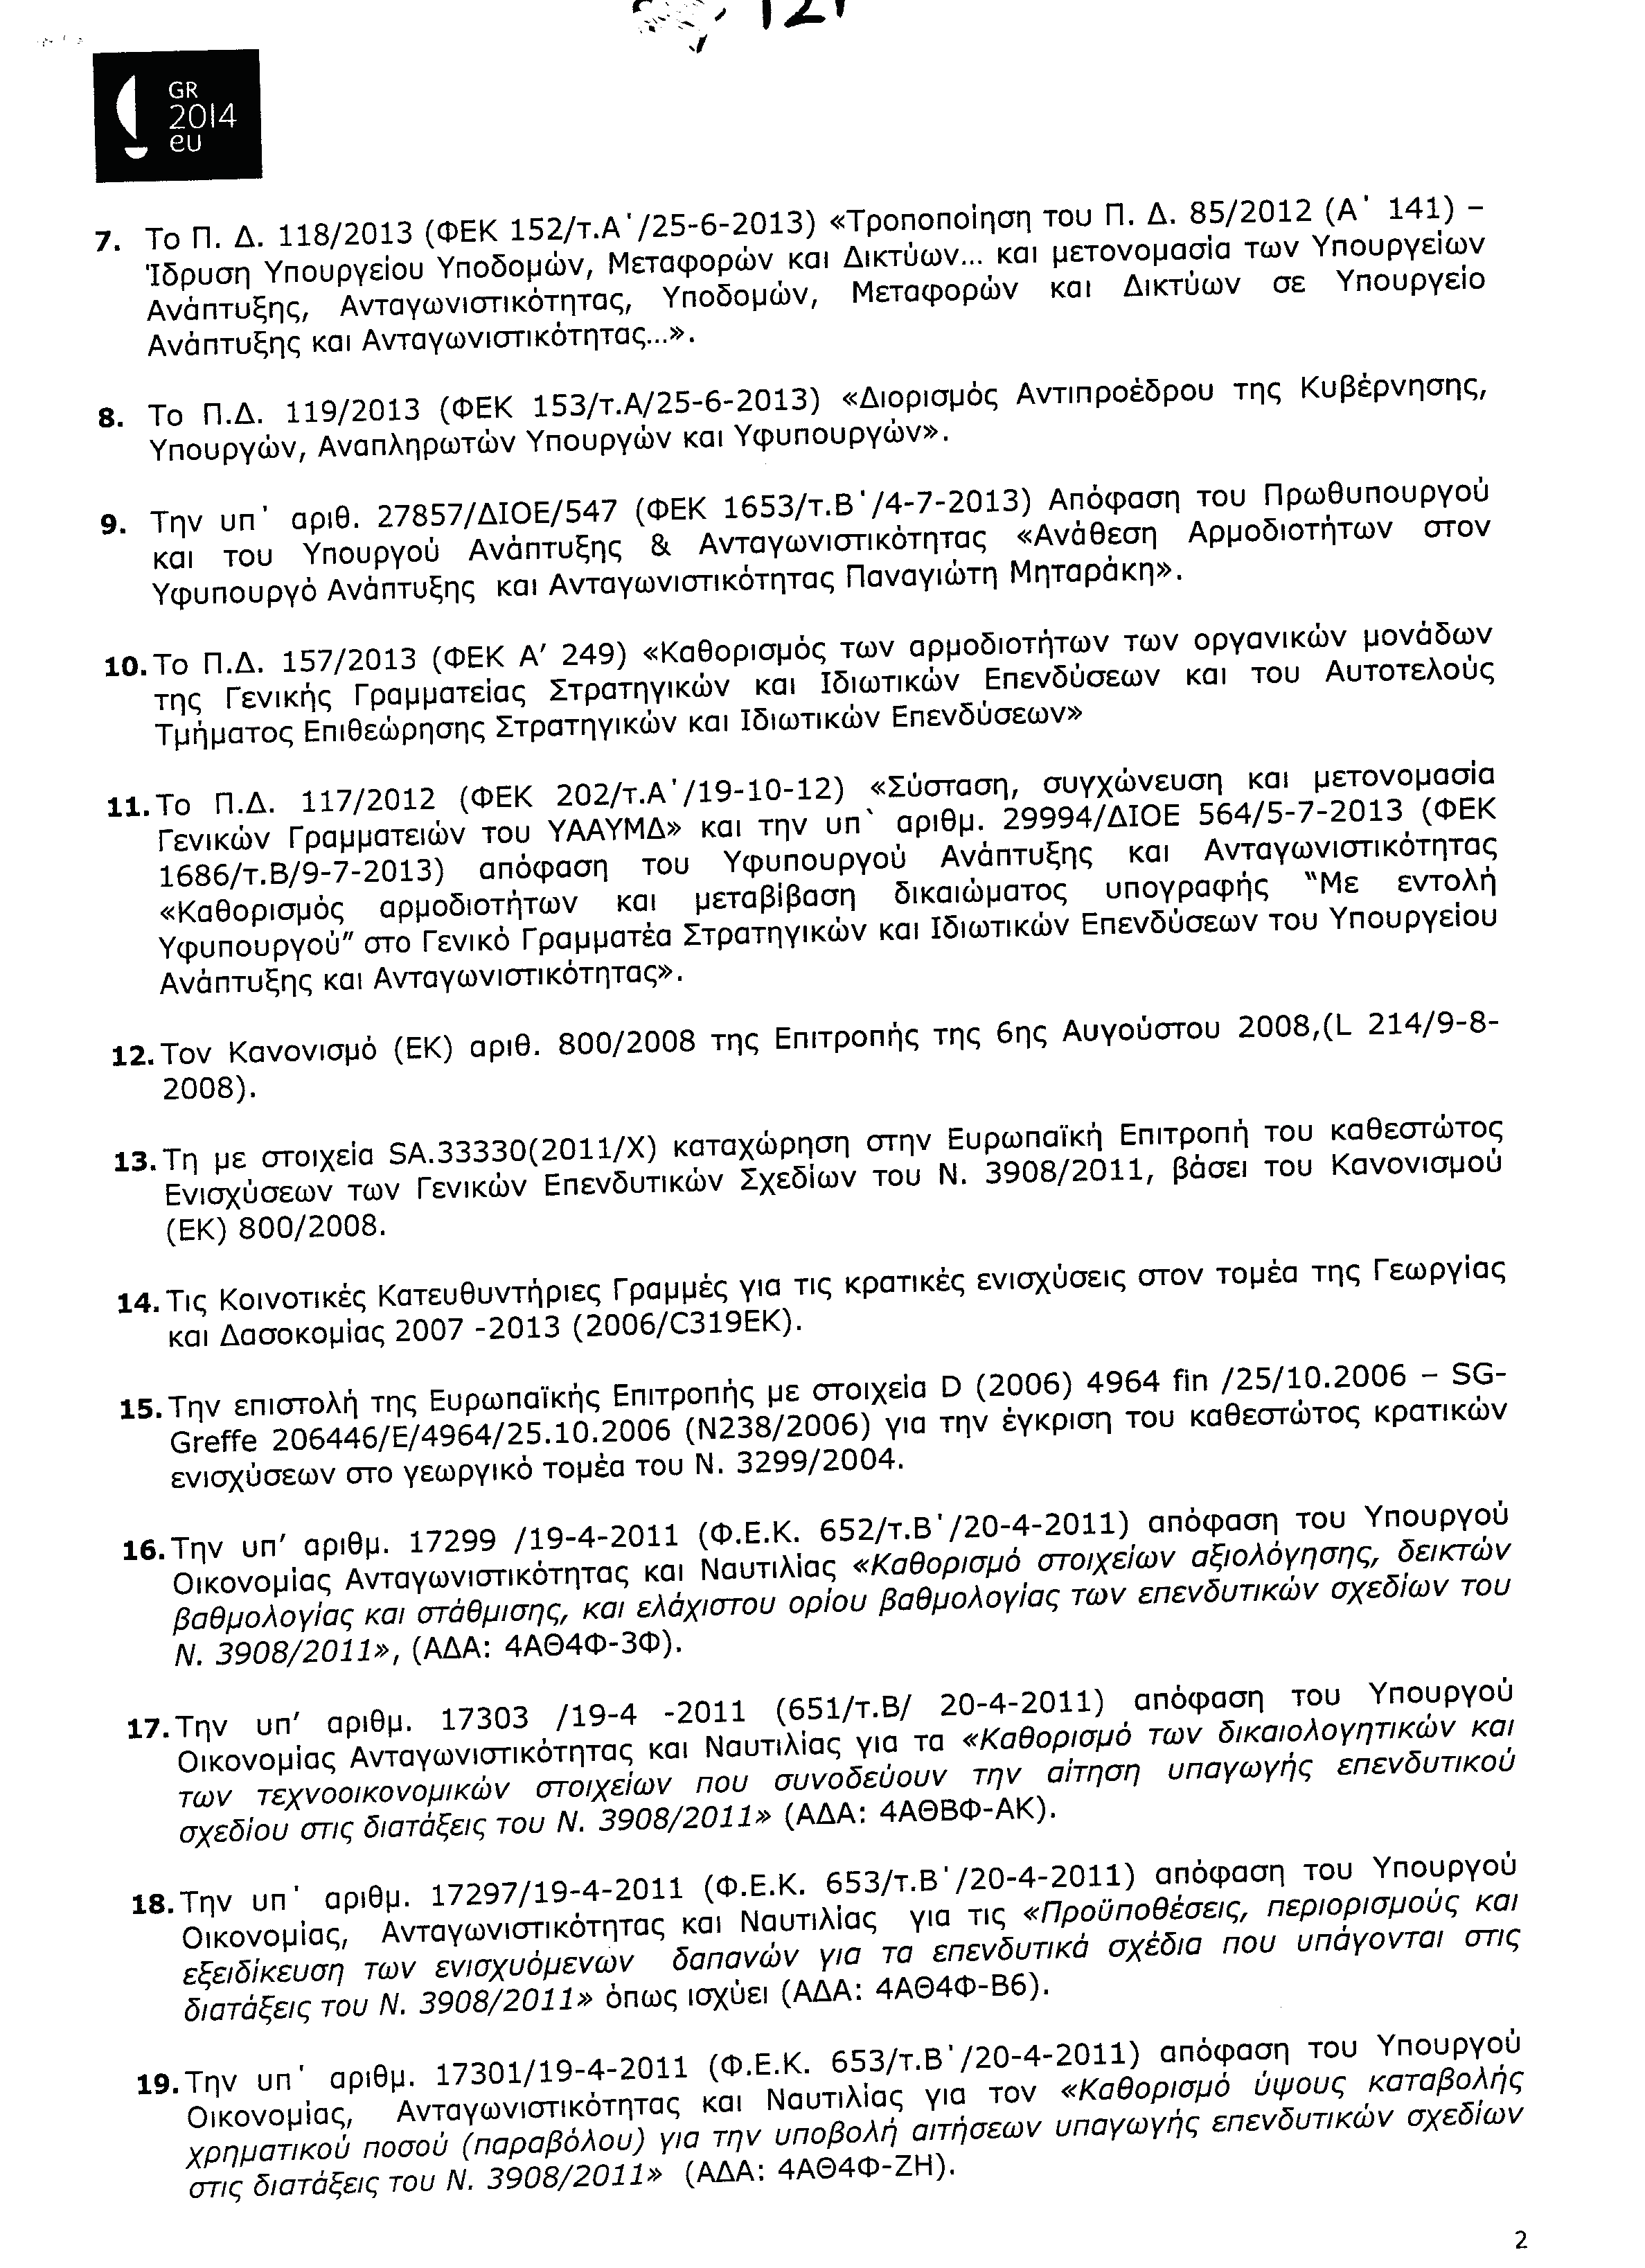 GR
2014
eu
7. Το Π. Δ. 118/2013 (ΦΕΚ 152/τ.Α΄/25-6-2013) «Τροποποίηση του Π. Δ. 85/2012 (Α΄ 141) –
Ίδρυση Υπουργείου Υποδομών, Μεταφορών και Δικτύων... και μετονομασία των Υπουργείων
Ανάπτυξης, Ανταγωνιστικότητας, Υποδομών, Μεταφορών και Δικτύων σε Υπουργείο
Ανάπτυξης και Ανταγωνιστικότητας...».
8. Το Π.Δ. 119/2013 (ΦΕΚ 153/τ.Α/25-6-2013) «Διορισμός Αντιπροέδρου της Κυβέρνησης,
Υπουργών, Αναπληρωτών Υπουργών και Υφυπουργών».
9. Την υπ΄ αριθ. 27857/ΔΙΟΕ/547 (ΦΕΚ 1653/τ.Β΄/4-7-2013) Απόφαση του Πρωθυπουργού
και του Υπουργού Ανάπτυξης & Ανταγωνιστικότητας «Ανάθεση Αρμοδιοτήτων στον
Υφυπουργό Ανάπτυξης και Ανταγωνιστικότητας Παναγιώτη Μηταράκη».
10. Το Π.Δ. 157/2013 (ΦΕΚ Α’ 249) «Καθορισμός των αρμοδιοτήτων των οργανικών μονάδων
της Γενικής Γραμματείας Στρατηγικών και Ιδιωτικών Επενδύσεων και του Αυτοτελούς
Τμήματος Επιθεώρησης Στρατηγικών και Ιδιωτικών Επενδύσεων»
11. Το Π.Δ. 117/2012 (ΦΕΚ 202/τ.Α΄/19-10-12) «Σύσταση, συγχώνευση και μετονομασία
Γενικών Γραμματειών του ΥΑΑΥΜΔ» και την υπ` αριθμ. 29994/ΔΙΟΕ 564/5-7-2013 (ΦΕΚ
1686/τ.Β/9-7-2013) απόφαση του Υφυπουργού Ανάπτυξης και Ανταγωνιστικότητας
«Καθορισμός αρμοδιοτήτων και μεταβίβαση δικαιώματος υπογραφής “Με εντολή
Υφυπουργού” στο Γενικό Γραμματέα Στρατηγικών και Ιδιωτικών Επενδύσεων του Υπουργείου
Ανάπτυξης και Ανταγωνιστικότητας».
12. Τον Κανονισμό (ΕΚ) αριθ. 800/2008 της Επιτροπής της 6ης Αυγούστου 2008,(L 214/9-8-
2008).
13. Τη με στοιχεία SA.33330(2011/X) καταχώρηση στην Ευρωπαϊκή Επιτροπή του καθεστώτος
Ενισχύσεων των Γενικών Επενδυτικών Σχεδίων του Ν. 3908/2011, βάσει του Κανονισμού
(ΕΚ) 800/2008.
14. Τις Κοινοτικές Κατευθυντήριες Γραμμές για τις κρατικές ενισχύσεις στον τομέα της Γεωργίας
και Δασοκομίας 2007 -2013 (2006/C319ΕΚ).
15. Την επιστολή της Ευρωπαϊκής Επιτροπής με στοιχεία D (2006) 4964 fin /25/10.2006 – SG-
Greffe 206446/E/4964/25.10.2006 (N238/2006) για την έγκριση του καθεστώτος κρατικών
ενισχύσεων στο γεωργικό τομέα του Ν. 3299/2004.
16. Την υπ’ αριθμ. 17299 /19-4-2011 (Φ.Ε.Κ. 652/τ.Β΄/20-4-2011) απόφαση του Υπουργού
Οικονομίας Ανταγωνιστικότητας και Ναυτιλίας «Καθορισμό στοιχείων αξιολόγησης, δεικτών
βαθμολογίας και στάθμισης, και ελάχιστου ορίου βαθμολογίας των επενδυτικών σχεδίων του
Ν. 3908/2011», (ΑΔΑ: 4ΑΘ4Φ-3Φ).
17. Την υπ’ αριθμ. 17303 /19-4 -2011 (651/τ.Β/ 20-4-2011) απόφαση του Υπουργού
Οικονομίας Ανταγωνιστικότητας και Ναυτιλίας για τα «Καθορισμό των δικαιολογητικών και
των τεχνοοικονομικών στοιχείων που συνοδεύουν την αίτηση υπαγωγής επενδυτικού
σχεδίου στις διατάξεις του Ν. 3908/2011» (ΑΔΑ: 4ΑΘΒΦ-ΑΚ).
18. Την υπ΄ αριθμ. 17297/19-4-2011 (Φ.Ε.Κ. 653/τ.Β΄/20-4-2011) απόφαση του Υπουργού
Οικονομίας, Ανταγωνιστικότητας και Ναυτιλίας για τις «Προϋποθέσεις, περιορισμούς και
εξειδίκευση των ενισχυόμενων δαπανών για τα επενδυτικά σχέδια που υπάγονται στις
διατάξεις του Ν. 3908/2011» όπως ισχύει (ΑΔΑ: 4ΑΘ4Φ-Β6).
19. Την υπ΄ αριθμ. 17301/19-4-2011 (Φ.Ε.Κ. 653/τ.Β΄/20-4-2011) απόφαση του Υπουργού
Οικονομίας, Ανταγωνιστικότητας και Ναυτιλίας για τον «Καθορισμό ύψους καταβολής
χρηματικού ποσού (παραβόλου) για την υποβολή αιτήσεων υπαγωγής επενδυτικών σχεδίων
στις διατάξεις του Ν. 3908/2011» (ΑΔΑ: 4ΑΘ4Φ-ΖΗ).
2